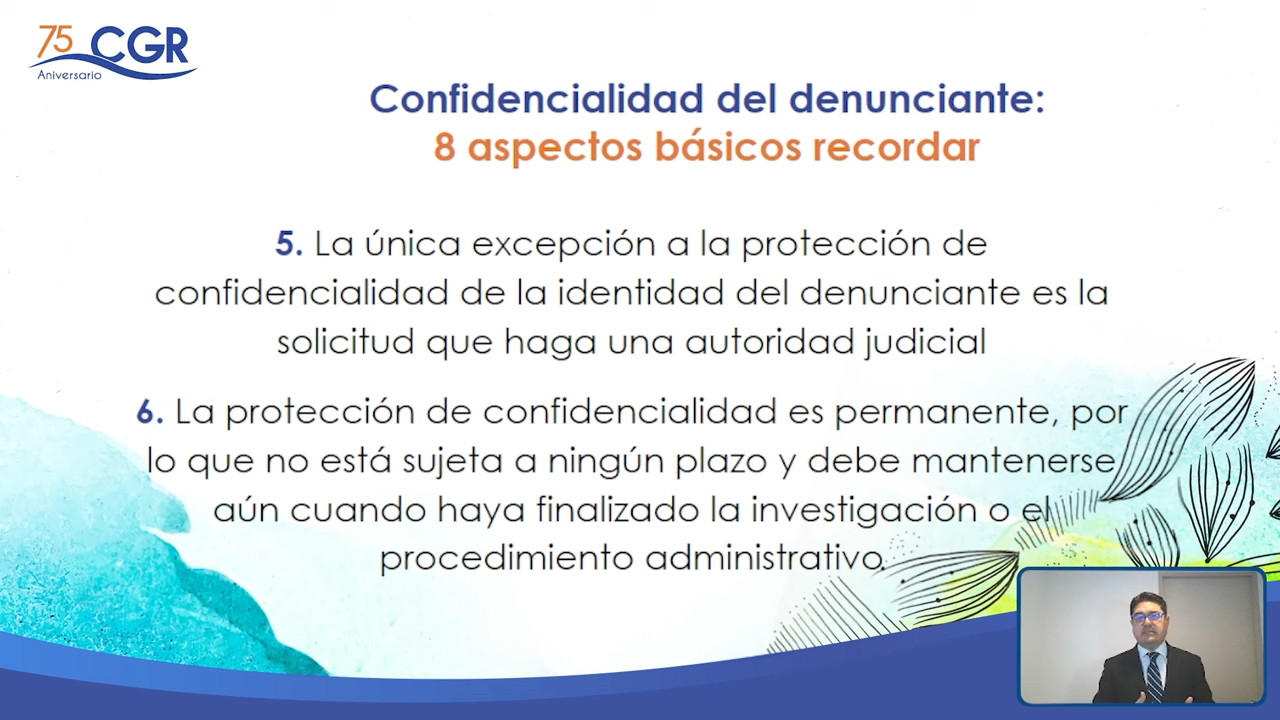 75 CGR
Aniversario
Confidencialidad del denunciante:
8 aspectos básicos recordar
5. La única excepción a la protección de
confidencialidad de la identidad del denunciante es la
solicitud que haga una autoridad judicial
6. La protección de confidencialidad es permanente, por
lo que no está sujeta a ningún plazo y debe mantenerse
aún cuando haya finalizado la investigación o el
procedimiento administrativo.